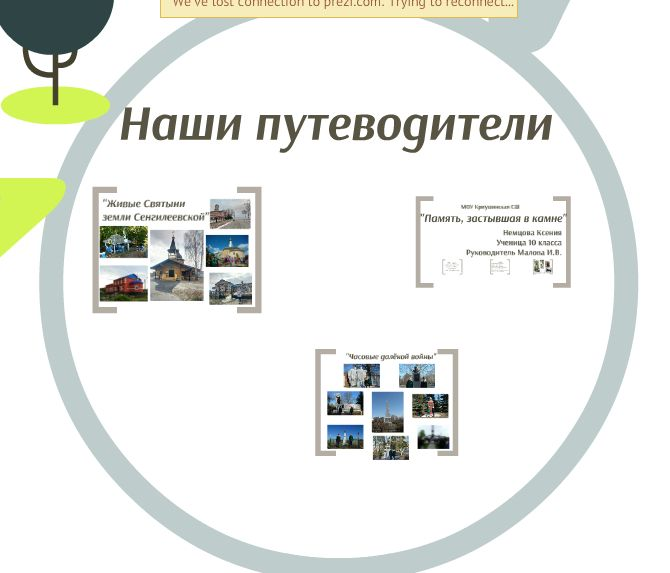 We've lost connection to prezi.com. Trying to reconnect...
Наши путеводители
"Живые Святыни
земли Сенгилеевской"
МОУ Криушинская СШ
"Память, застывшая в камне"
Немцова Ксения
Ученица 10 класса
Руководитель Малова И.В.
"Часовые далёкой войны"